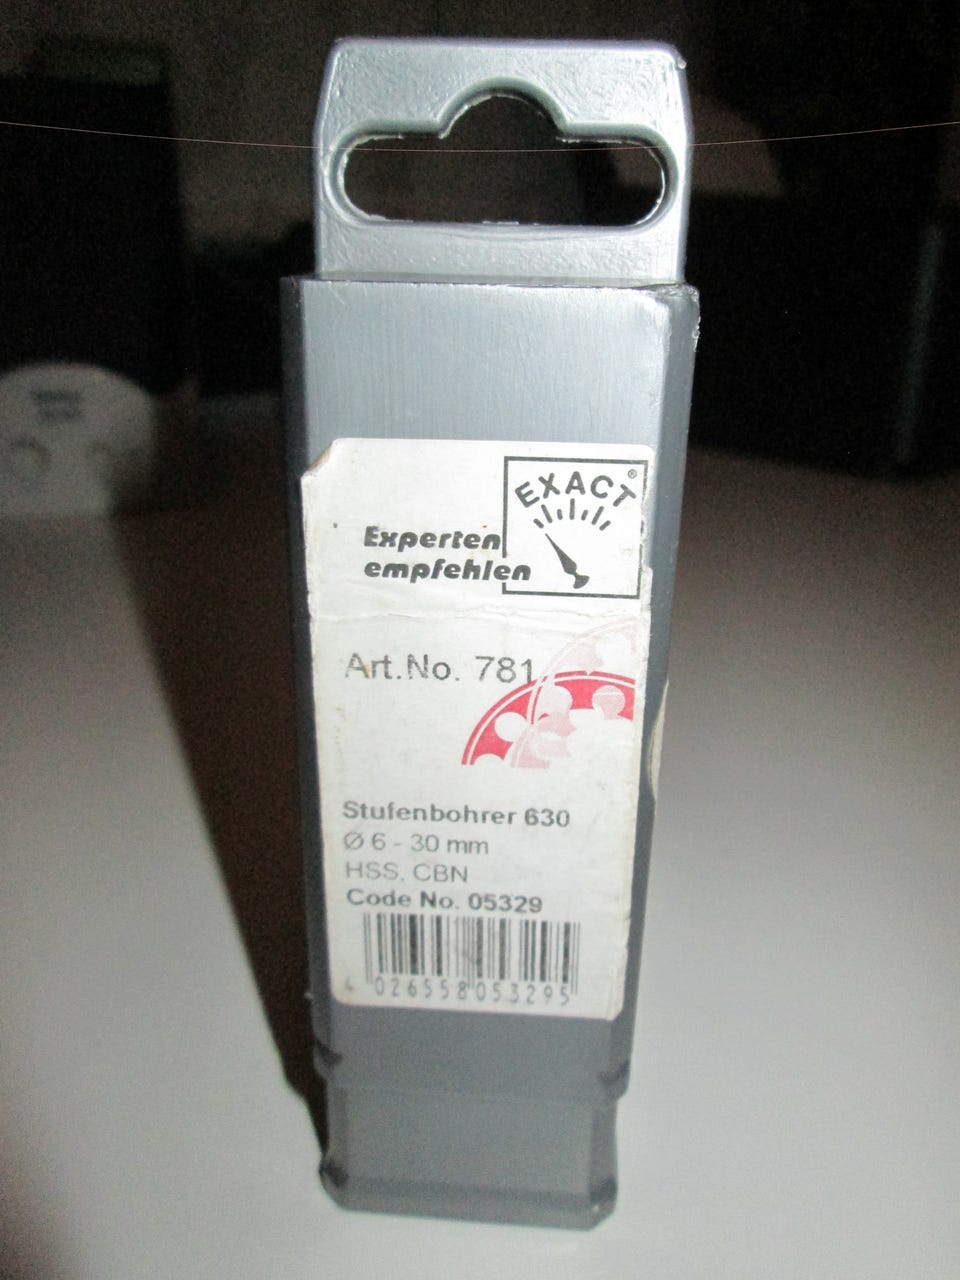 EXACT®
Experten
empfehlen
Art.No. 781
Stufenbohrer 630
Ø 6 - 30 mm
HSS, CBN
Code No. 05329
4 026558 053295